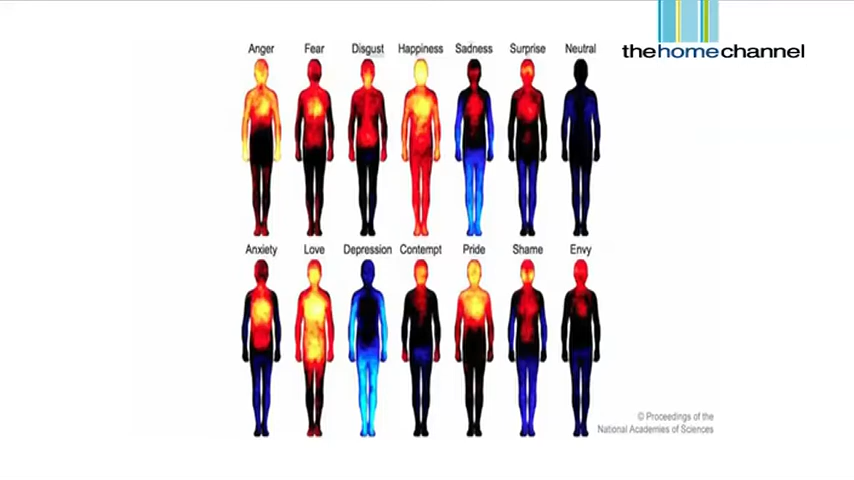 thehomechannel
Anger Fear Disgust Happiness Sadness Surprise Neutral
Anxiety Love Depression Contempt Pride Shame Envy
© Proceedings of the
National Academies of Sciences